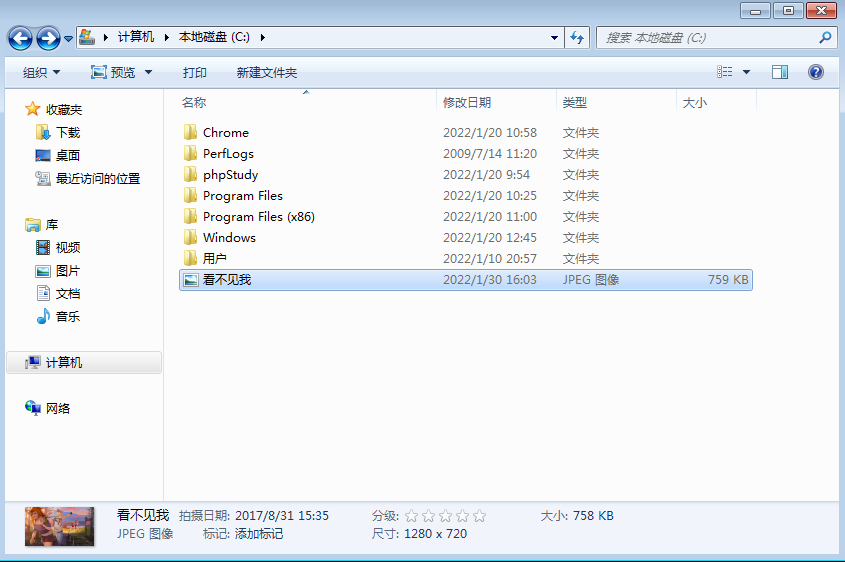 计算机 本地磁盘 (C:) 搜索 本地磁盘 (C:)
组织 预览 打印 新建文件夹
收藏夹
下载
桌面
最近访问的位置
库
视频
图片
文档
音乐
计算机
网络
名称 修改日期 类型 大小
Chrome 2022/1/20 10:58 文件夹
PerfLogs 2009/7/14 11:20 文件夹
phpStudy 2022/1/20 9:54 文件夹
Program Files 2022/1/20 10:25 文件夹
Program Files (x86) 2022/1/20 11:00 文件夹
Windows 2022/1/20 12:45 文件夹
用户 2022/1/10 20:57 文件夹
看不见我 2022/1/30 16:03 JPEG 图像 759 KB
看不见我 拍摄日期: 2017/8/31 15:35 分级: 大小: 758 KB
JPEG 图像 标记: 添加标记 尺寸: 1280 x 720